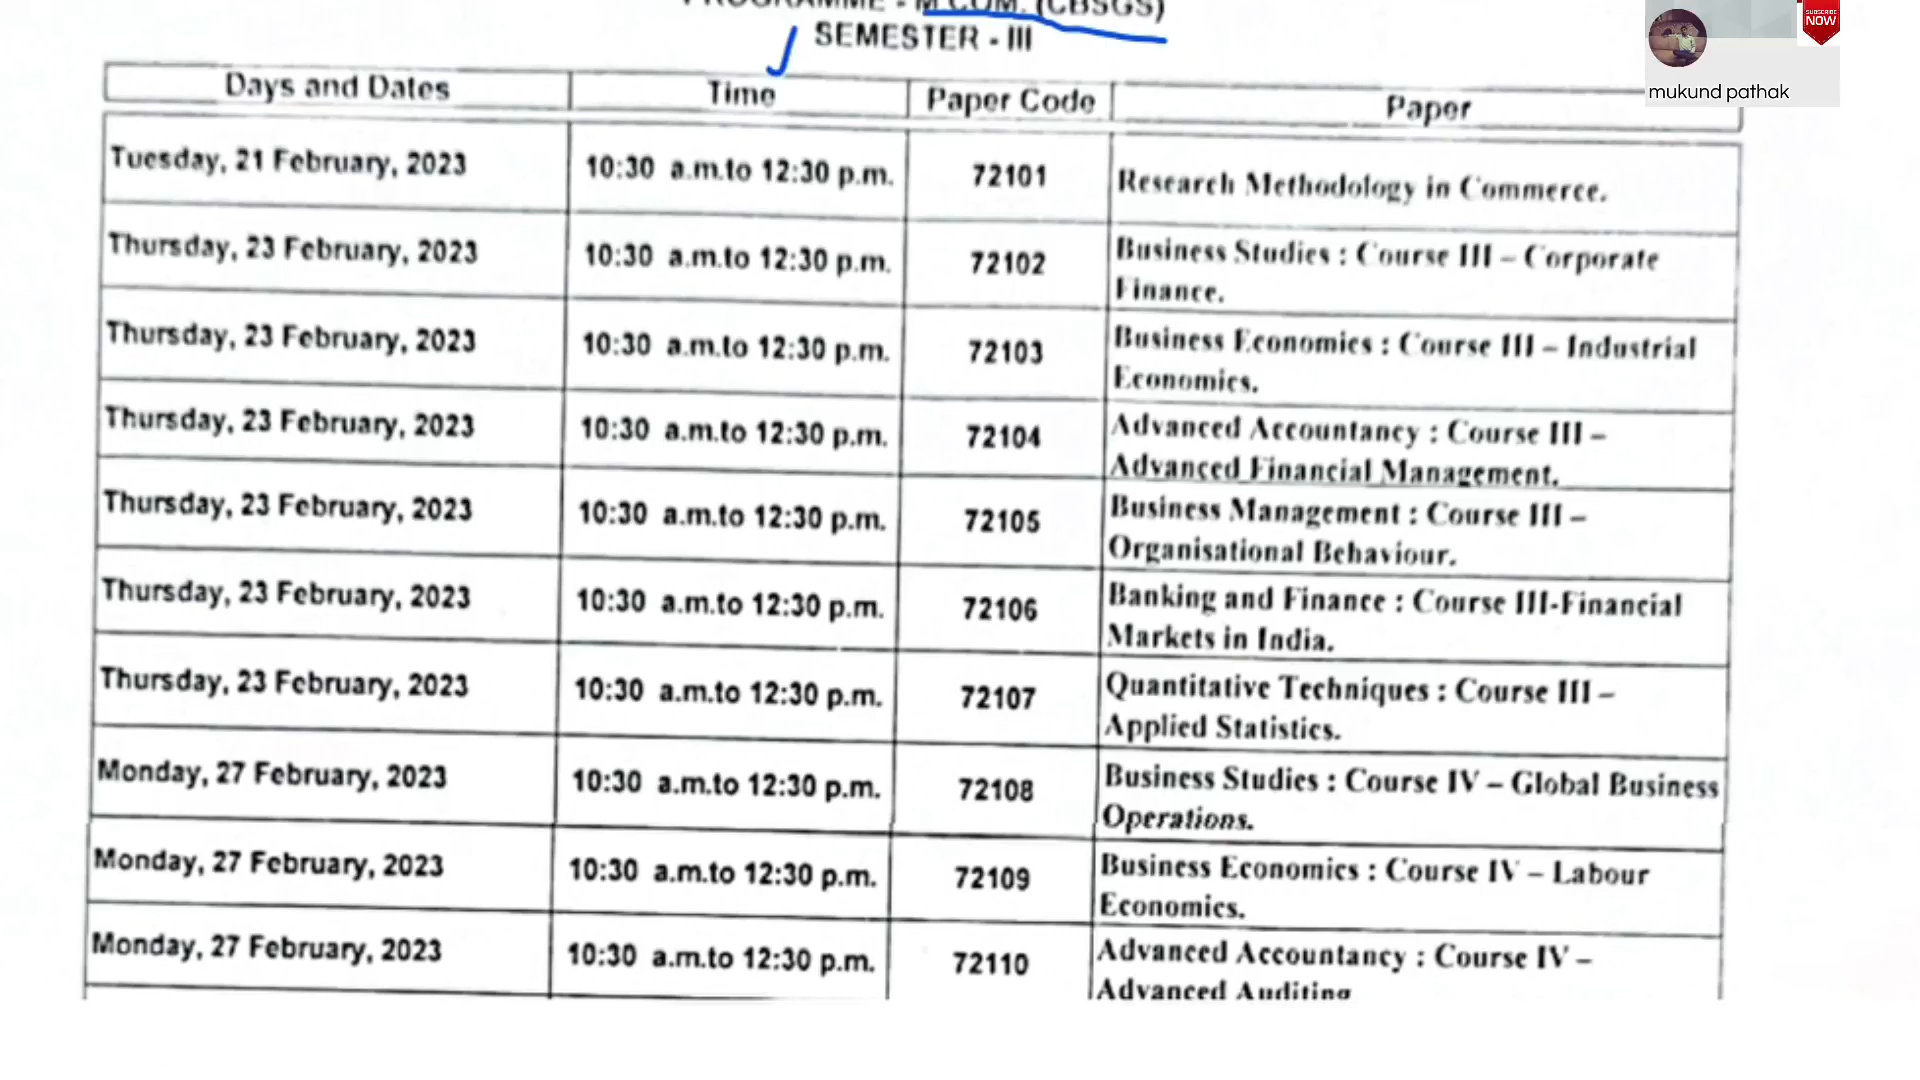 PROGRAMME - M.COM. (CBSGS)
SEMESTER - III
SUBSCRIBE
NOW
mukund pathak
Days and Dates Time Paper Code Paper
Tuesday, 21 February, 2023 10:30 a.m.to 12:30 p.m. 72101 Research Methodology in Commerce.
Thursday, 23 February, 2023 10:30 a.m.to 12:30 p.m. 72102 Business Studies : Course III – Corporate
Finance.
Thursday, 23 February, 2023 10:30 a.m.to 12:30 p.m. 72103 Business Economics : Course III – Industrial
Economics.
Thursday, 23 February, 2023 10:30 a.m.to 12:30 p.m. 72104 Advanced Accountancy : Course III –
Advanced Financial Management.
Thursday, 23 February, 2023 10:30 a.m.to 12:30 p.m. 72105 Business Management : Course III –
Organisational Behaviour.
Thursday, 23 February, 2023 10:30 a.m.to 12:30 p.m. 72106 Banking and Finance : Course III-Financial
Markets in India.
Thursday, 23 February, 2023 10:30 a.m.to 12:30 p.m. 72107 Quantitative Techniques : Course III –
Applied Statistics.
Monday, 27 February, 2023 10:30 a.m.to 12:30 p.m. 72108 Business Studies : Course IV – Global Business
Operations.
Monday, 27 February, 2023 10:30 a.m.to 12:30 p.m. 72109 Business Economics : Course IV – Labour
Economics.
Monday, 27 February, 2023 10:30 a.m.to 12:30 p.m. 72110 Advanced Accountancy : Course IV –
Advanced Auditing